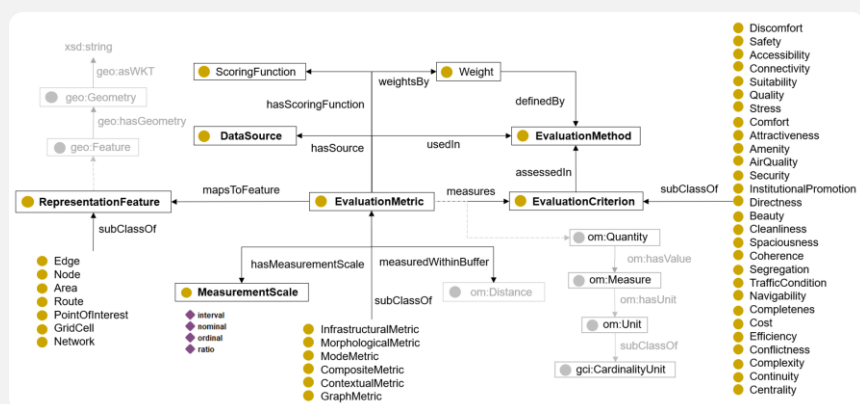 xsd:string
geo:asWKT
geo:Geometry
geo:hasGeometry
geo:Feature
RepresentationFeature
subClassOf
Edge
Node
Area
Route
PointOfInterest
GridCell
Network
ScoringFunction
hasScoringFunction
weightsBy
Weight
definedBy
DataSource
hasSource
usedIn
EvaluationMethod
assessedIn
mapsToFeature
EvaluationMetric
measures
EvaluationCriterion
subClassOf
hasMeasurementScale
measuredWithinBuffer
MeasurementScale
om:Distance
interval
nominal
ordinal
ratio
subClassOf
InfrastructuralMetric
MorphologicalMetric
ModeMetric
CompositeMetric
ContextualMetric
GraphMetric
om:Quantity
om:hasValue
om:Measure
om:hasUnit
om:Unit
subClassOf
gci:CardinalityUnit
Discomfort
Safety
Accessibility
Connectivity
Suitability
Quality
Stress
Comfort
Attractiveness
Amenity
AirQuality
Security
InstitutionalPromotion
Directness
Beauty
Cleanliness
Spaciousness
Coherence
Segregation
TrafficCondition
Navigability
Completenes
Cost
Efficiency
Conflictness
Complexity
Continuity
Centrality